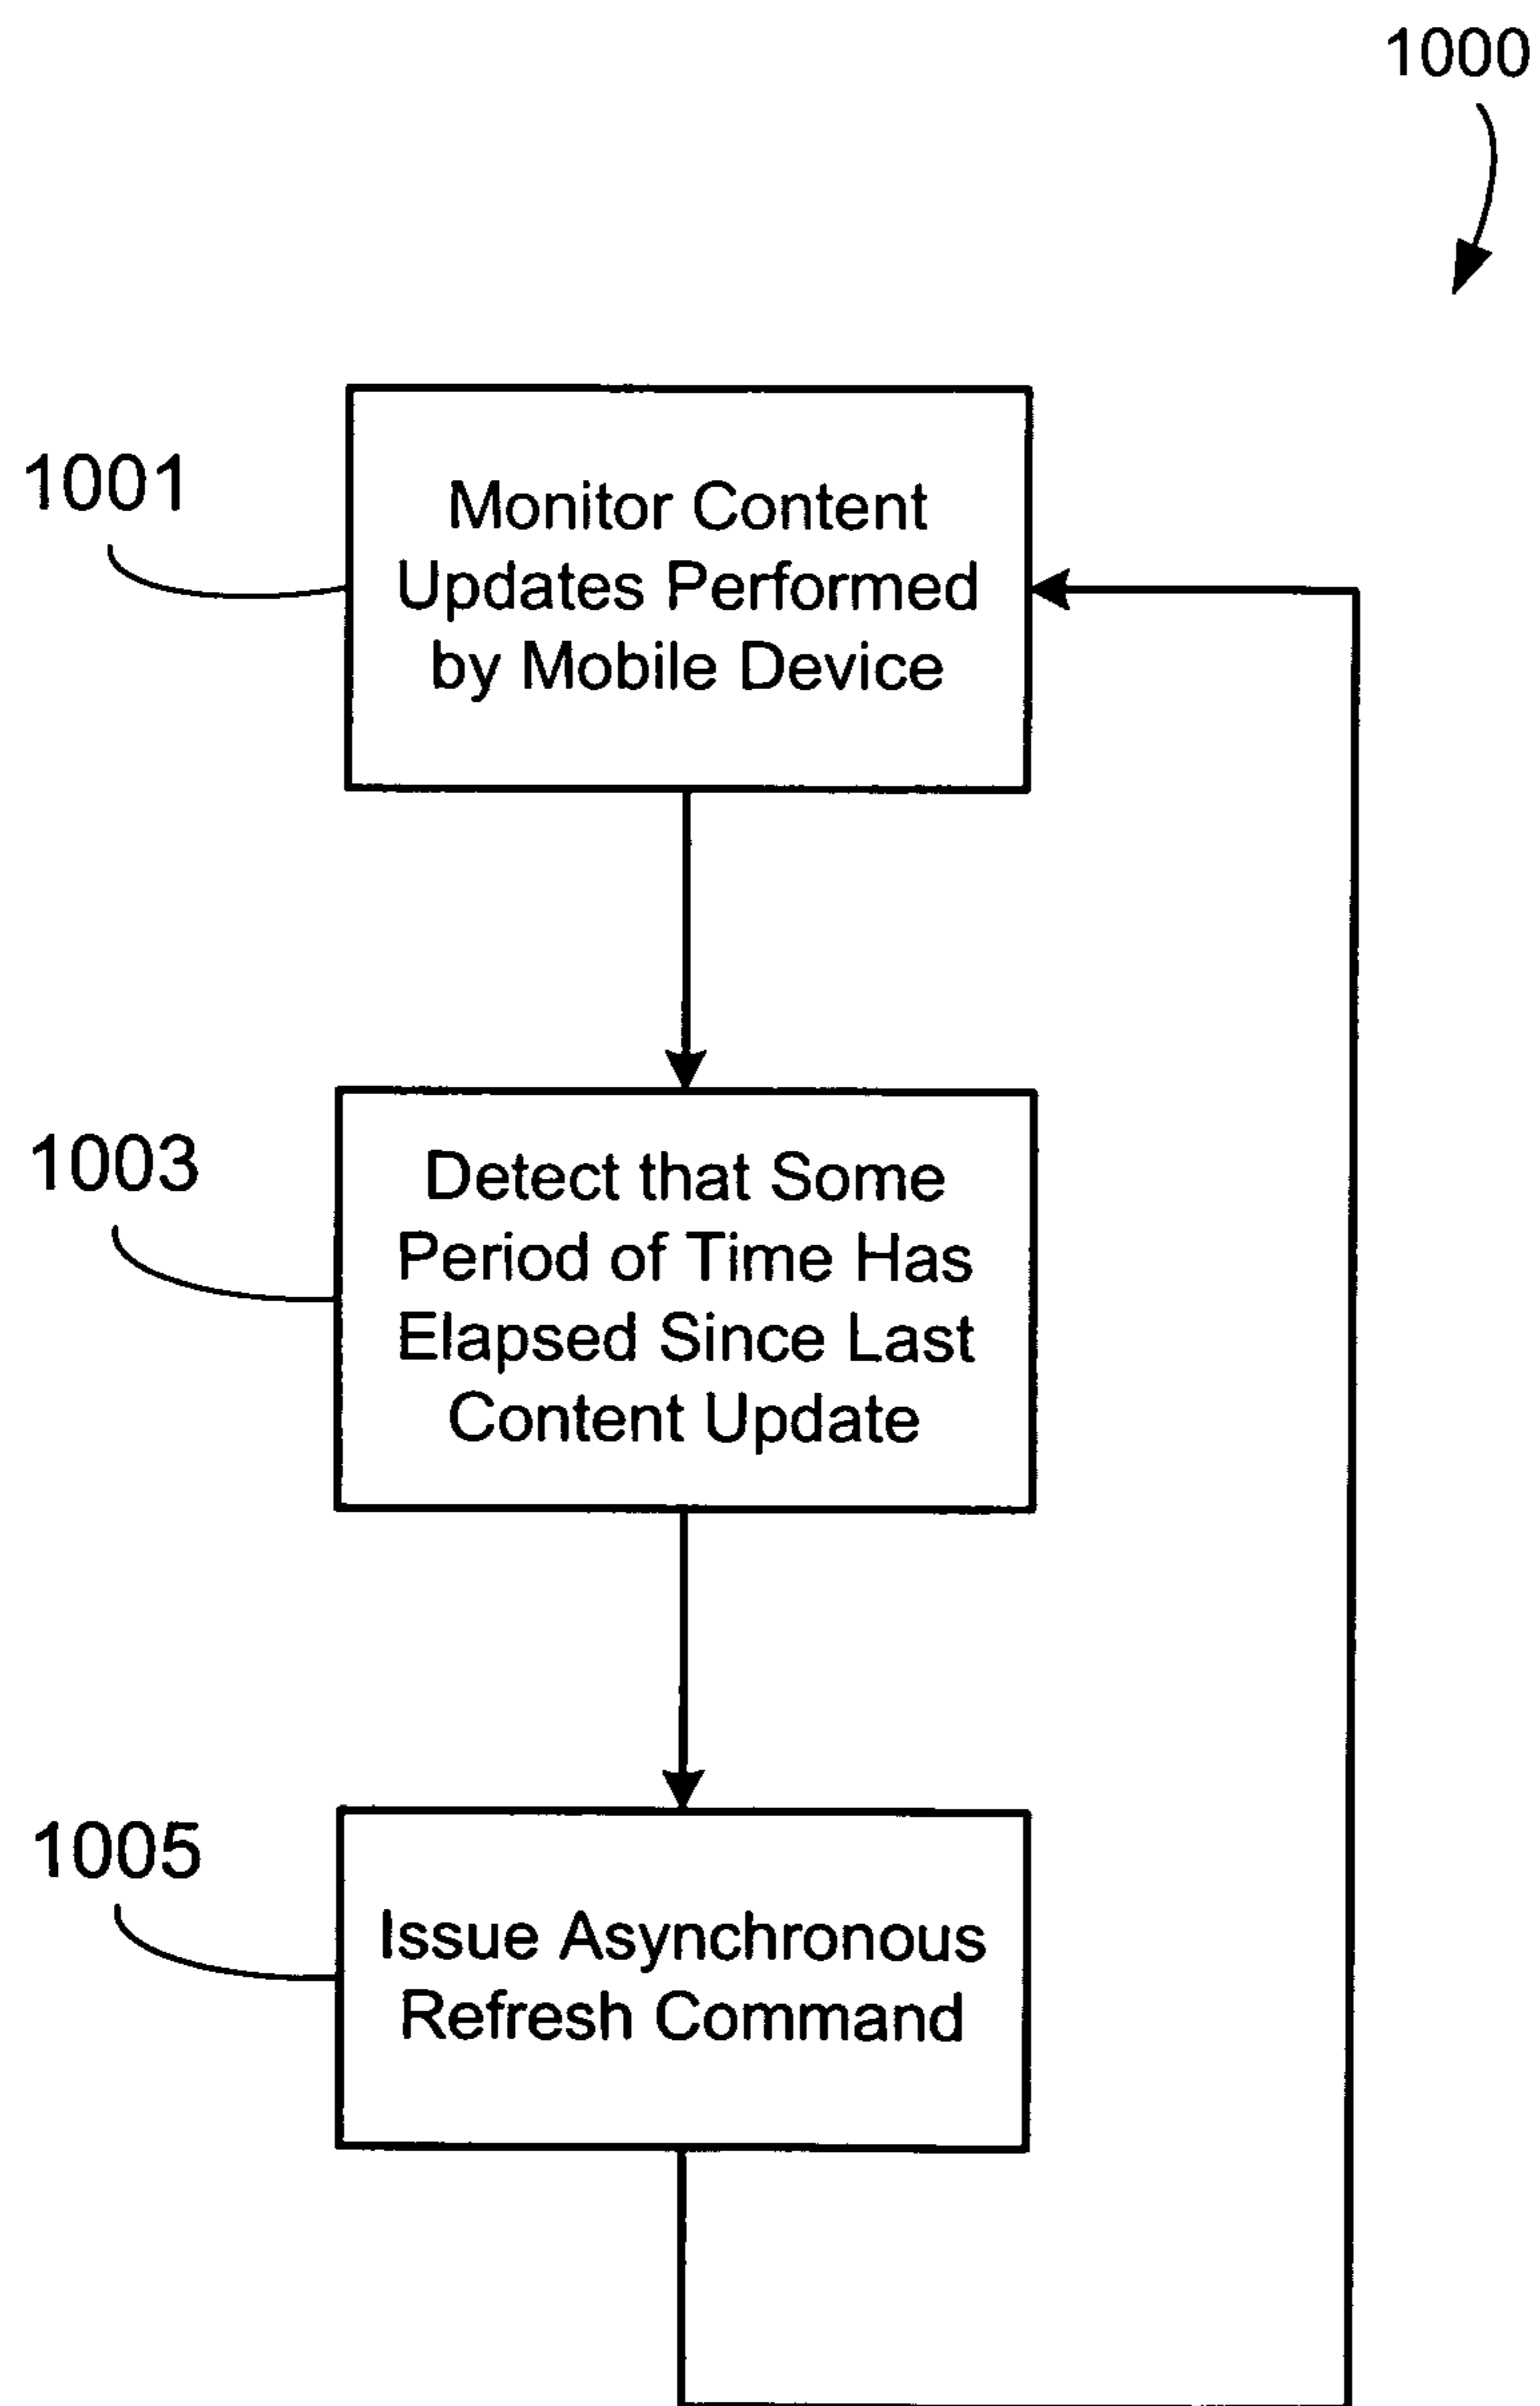 1000
1001
Monitor Content
Updates Performed
by Mobile Device
1003
Detect that Some
Period of Time Has
Elapsed Since Last
Content Update
1005
Issue Asynchronous
Refresh Command